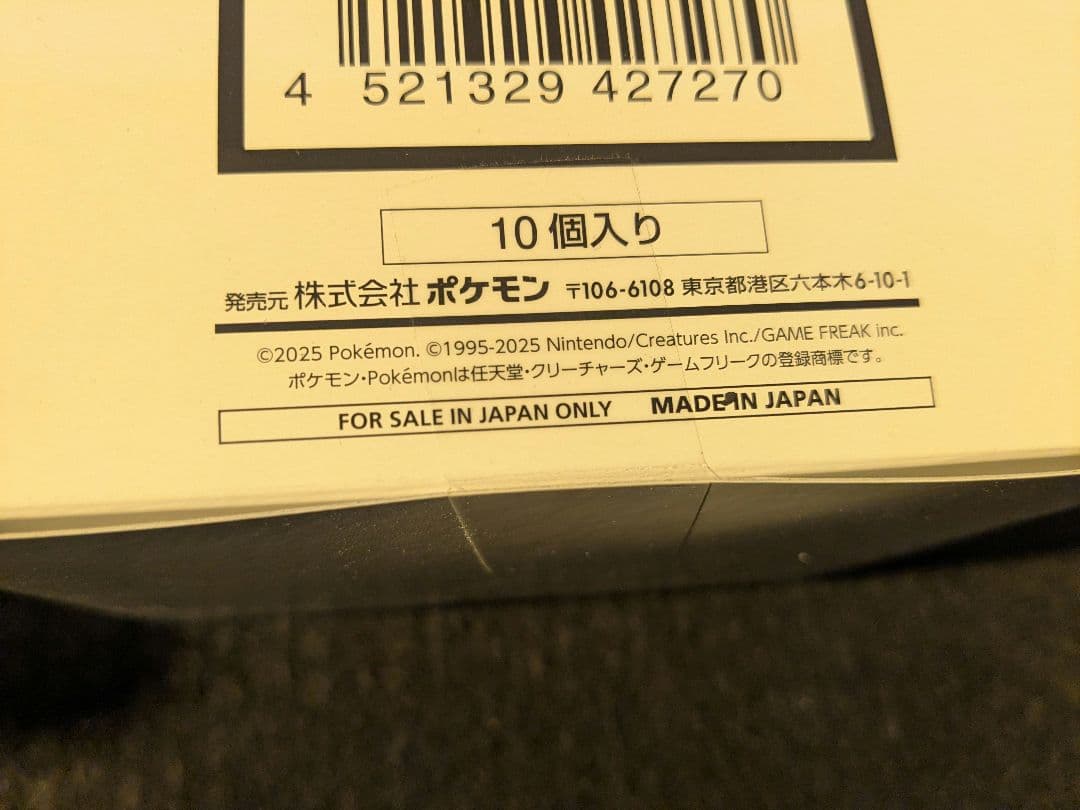 4 521329 427270
10個入り
発売元 株式会社 ポケモン 〒106-6108 東京都港区六本木6-10-1
©2025 Pokémon. ©1995-2025 Nintendo/Creatures Inc./GAME FREAK inc.
ポケモン・Pokémonは任天堂・クリーチャーズ・ゲームフリークの登録商標です。
FOR SALE IN JAPAN ONLY MADE IN JAPAN